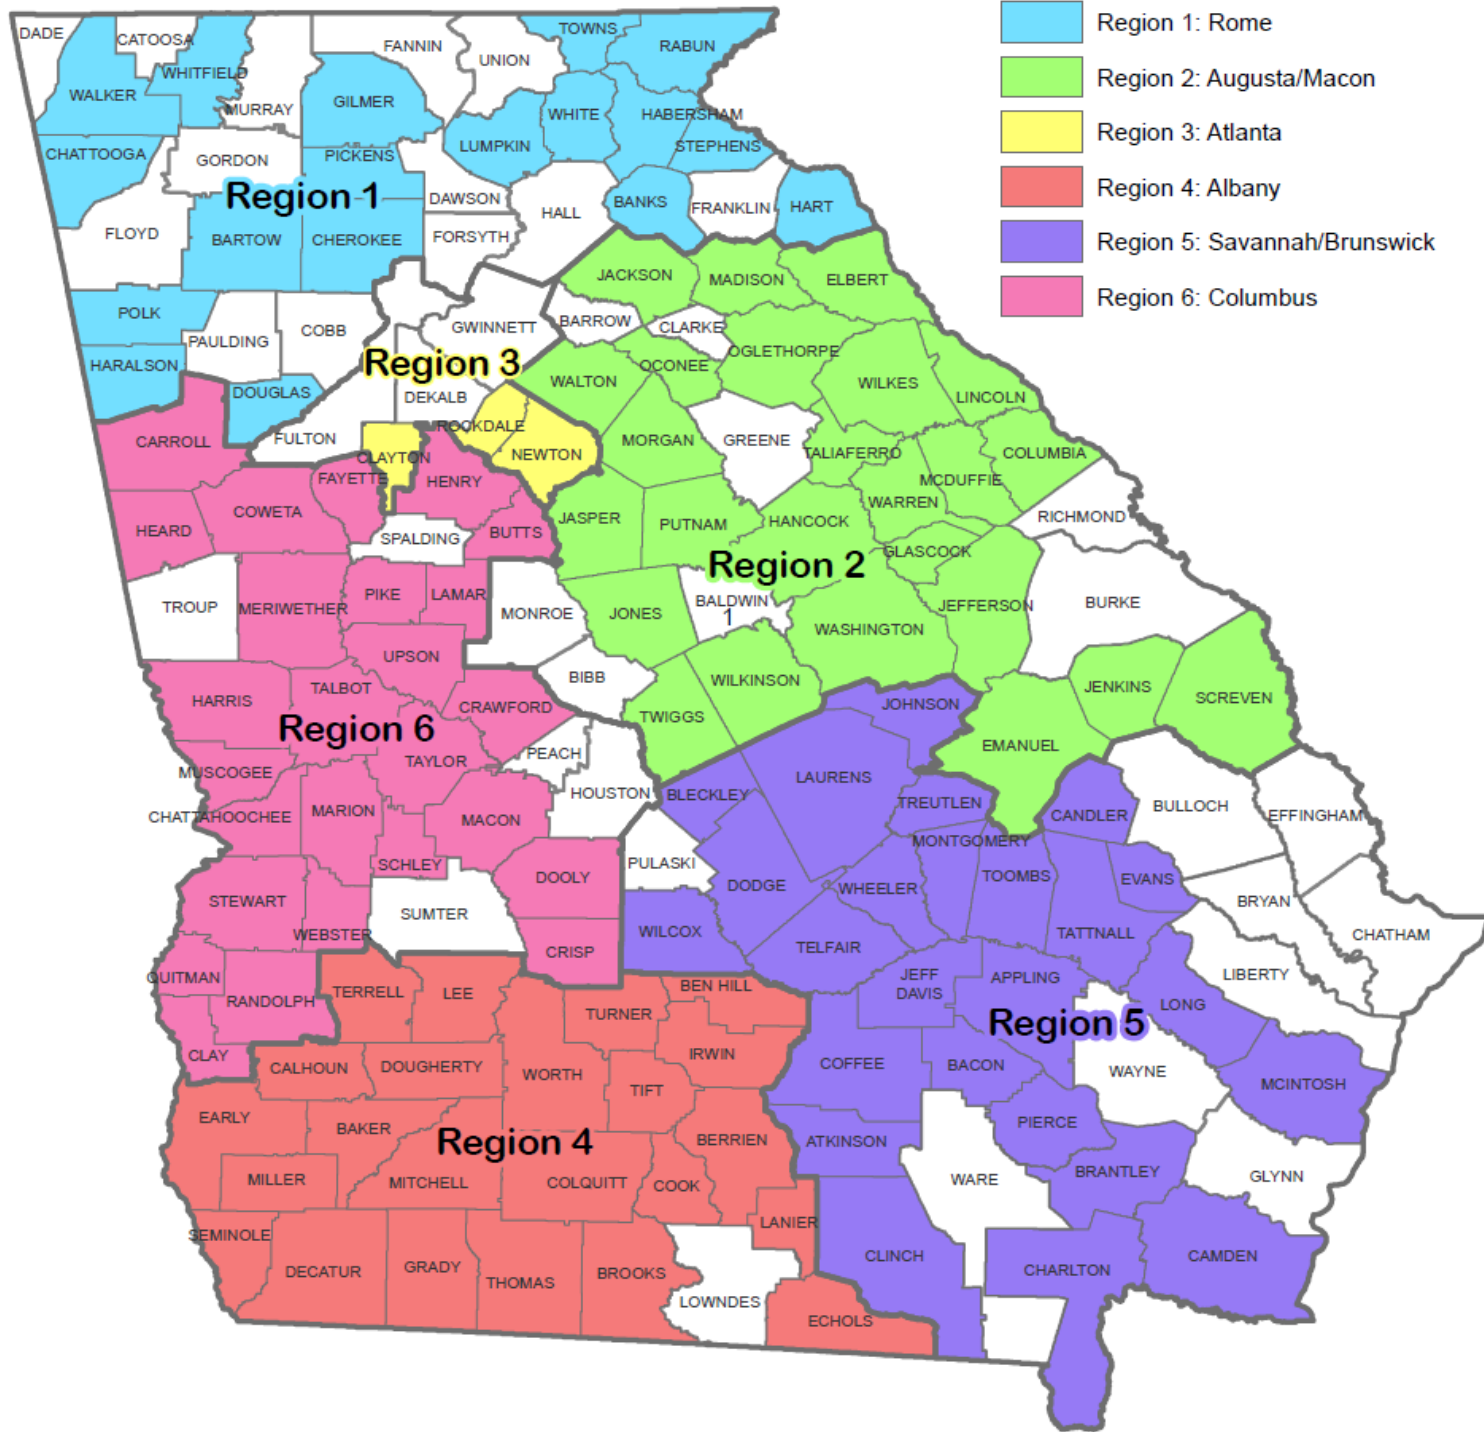 Region 1: Rome
Region 2: Augusta/Macon
Region 3: Atlanta
Region 4: Albany
Region 5: Savannah/Brunswick
Region 6: Columbus
DADE
CATOOSA
WHITFIELD
WALKER
MURRAY
FANNIN
UNION
TOWNS
RABUN
GILMER
WHITE
HABERSHAM
LUMPKIN
STEPHENS
CHATTOOGA
GORDON
PICKENS
Region 1
DAWSON
HALL
BANKS
FRANKLIN
HART
FLOYD
BARTOW
CHEROKEE
FORSYTH
POLK
PAULDING
COBB
HARALSON
DOUGLAS
GWINNETT
Region 3
DEKALB
FULTON
ROCKDALE
CLAYTON
NEWTON
JACKSON
MADISON
ELBERT
BARROW
CLARKE
OGLETHORPE
OCONEE
WALTON
WILKES
LINCOLN
MORGAN
GREENE
TALIAFERRO
COLUMBIA
MCDUFFIE
WARREN
RICHMOND
JASPER
PUTNAM
HANCOCK
GLASCOCK
Region 2
JONES
BALDWIN
1
WASHINGTON
JEFFERSON
BURKE
MONROE
BIBB
WILKINSON
TWIGGS
JENKINS
SCREVEN
EMANUEL
CARROLL
FAYETTE
HENRY
HEARD
COWETA
SPALDING
BUTTS
TROUP
MERIWETHER
PIKE
LAMAR
UPSON
HARRIS
TALBOT
CRAWFORD
Region 6
PEACH
TAYLOR
MUSCOGEE
HOUSTON
CHATTAHOOCHEE
MARION
MACON
SCHLEY
DOOLY
STEWART
SUMTER
WEBSTER
CRISP
QUITMAN
RANDOLPH
CLAY
JOHNSON
LAURENS
BLECKLEY
TREUTLEN
CANDLER
BULLOCH
EFFINGHAM
MONTGOMERY
PULASKI
DODGE
WHEELER
TOOMBS
EVANS
BRYAN
WILCOX
TELFAIR
TATTNALL
CHATHAM
LIBERTY
JEFF
DAVIS
APPLING
LONG
Region 5
COFFEE
BACON
WAYNE
MCINTOSH
PIERCE
ATKINSON
BRANTLEY
WARE
GLYNN
CLINCH
CHARLTON
CAMDEN
TERRELL
LEE
BEN HILL
TURNER
IRWIN
CALHOUN
DOUGHERTY
WORTH
TIFT
EARLY
BAKER
Region 4
BERRIEN
MILLER
MITCHELL
COLQUITT
COOK
LANIER
SEMINOLE
DECATUR
GRADY
THOMAS
BROOKS
LOWNDES
ECHOLS